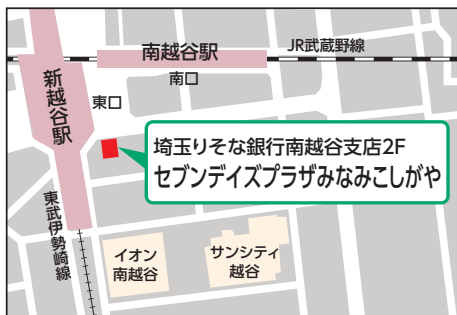 南越谷駅
JR武蔵野線
南口
新越谷駅
東口
埼玉りそな銀行南越谷支店2F
セブンデイズプラザみなみこしがや
東武伊勢崎線
イオン
南越谷
サンシティ
越谷